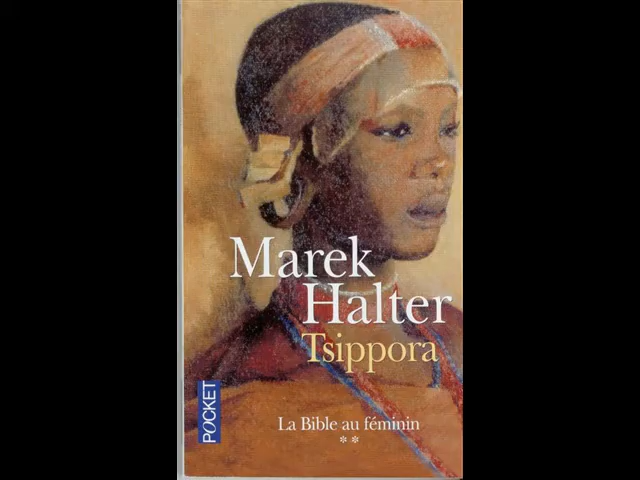 Marek
Halter
Tsippora
La Bible au féminin
* *
POCKET